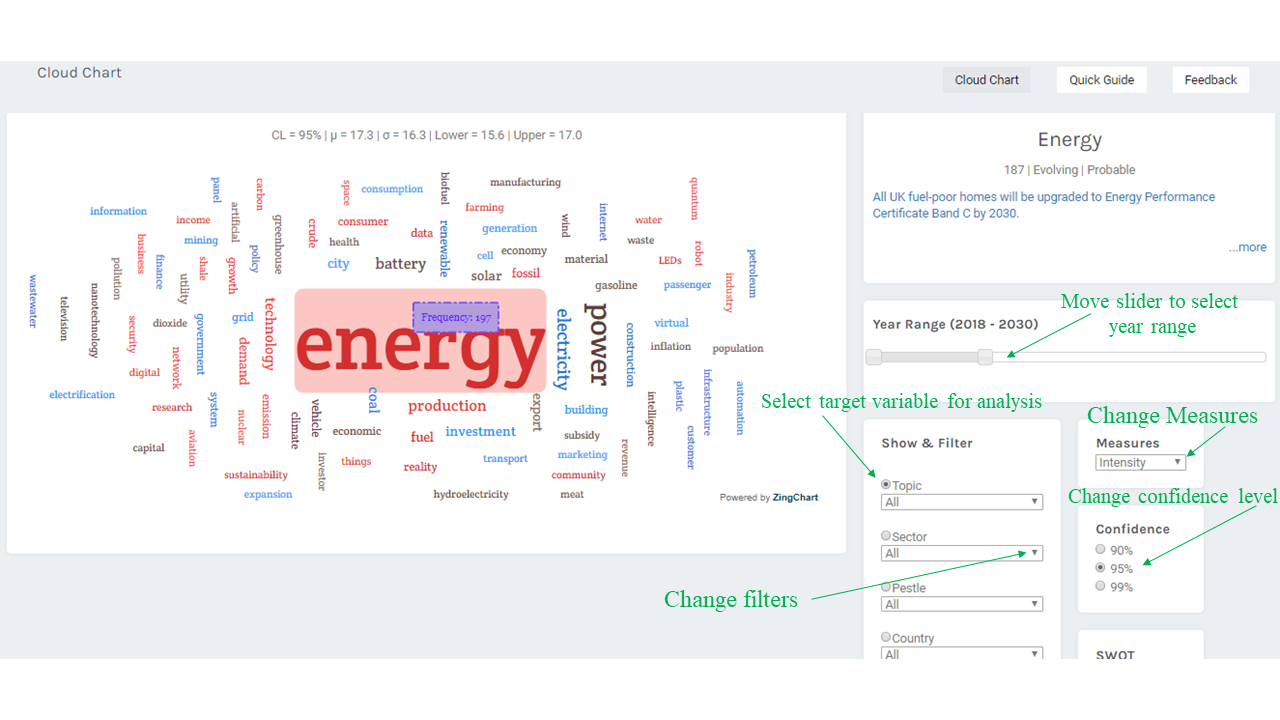 Cloud Chart
Cloud Chart
Quick Guide
Feedback
CL = 95% | μ = 17.3 | σ = 16.3 | Lower = 15.6 | Upper = 17.0
panel
carbon
space
consumption
biofuel
manufacturing
quantum
information
income
artificial
greenhouse
crude
consumer
data
farming
renewable
generation
wind
internet
water
mining
policy
health
cell
economy
waste
business
finance
shale
growth
city
battery
solar
fossil
material
LEDs
robot
petroleum
pollution
utility
gasoline
passenger
industry
wastewater
television
nanotechnology
security
dioxide
government
grid
technology
Frequency: 197
energy
electricity
power
construction
virtual
inflation
population
digital
network
demand
electrification
research
system
nuclear
emission
climate
vehicle
coal
production
export
building
intelligence
plastic
infrastructure
automation
capital
aviation
economic
fuel
investment
subsidy
revenue
customer
sustainability
investor
things
reality
transport
marketing
community
expansion
hydroelectricity
meat
Powered by ZingChart
Energy
187 | Evolving | Probable
All UK fuel-poor homes will be upgraded to Energy Performance
Certificate Band C by 2030.
...more
Year Range (2018 - 2030)
Move slider to select
year range
Select target variable for analysis
Show & Filter
Topic
All
Sector
All
Pestle
All
Country
All
Change filters
Change Measures
Measures
Intensity
Change confidence level
Confidence
90%
95%
99%
SWOT